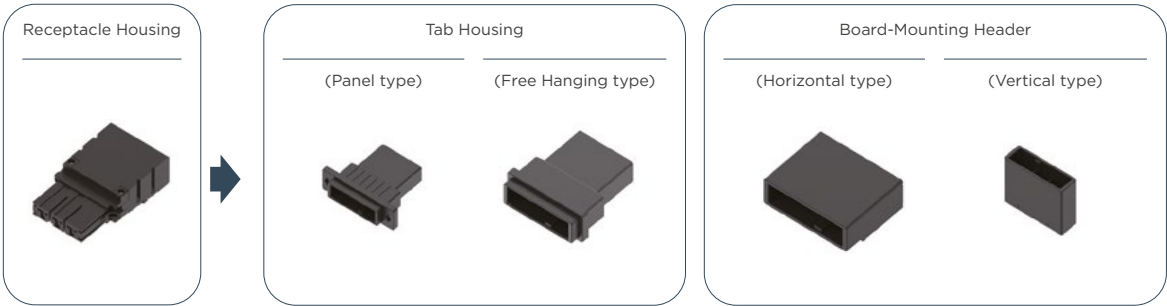 Receptacle Housing
Tab Housing
(Panel type)
(Free Hanging type)
Board-Mounting Header
(Horizontal type)
(Vertical type)